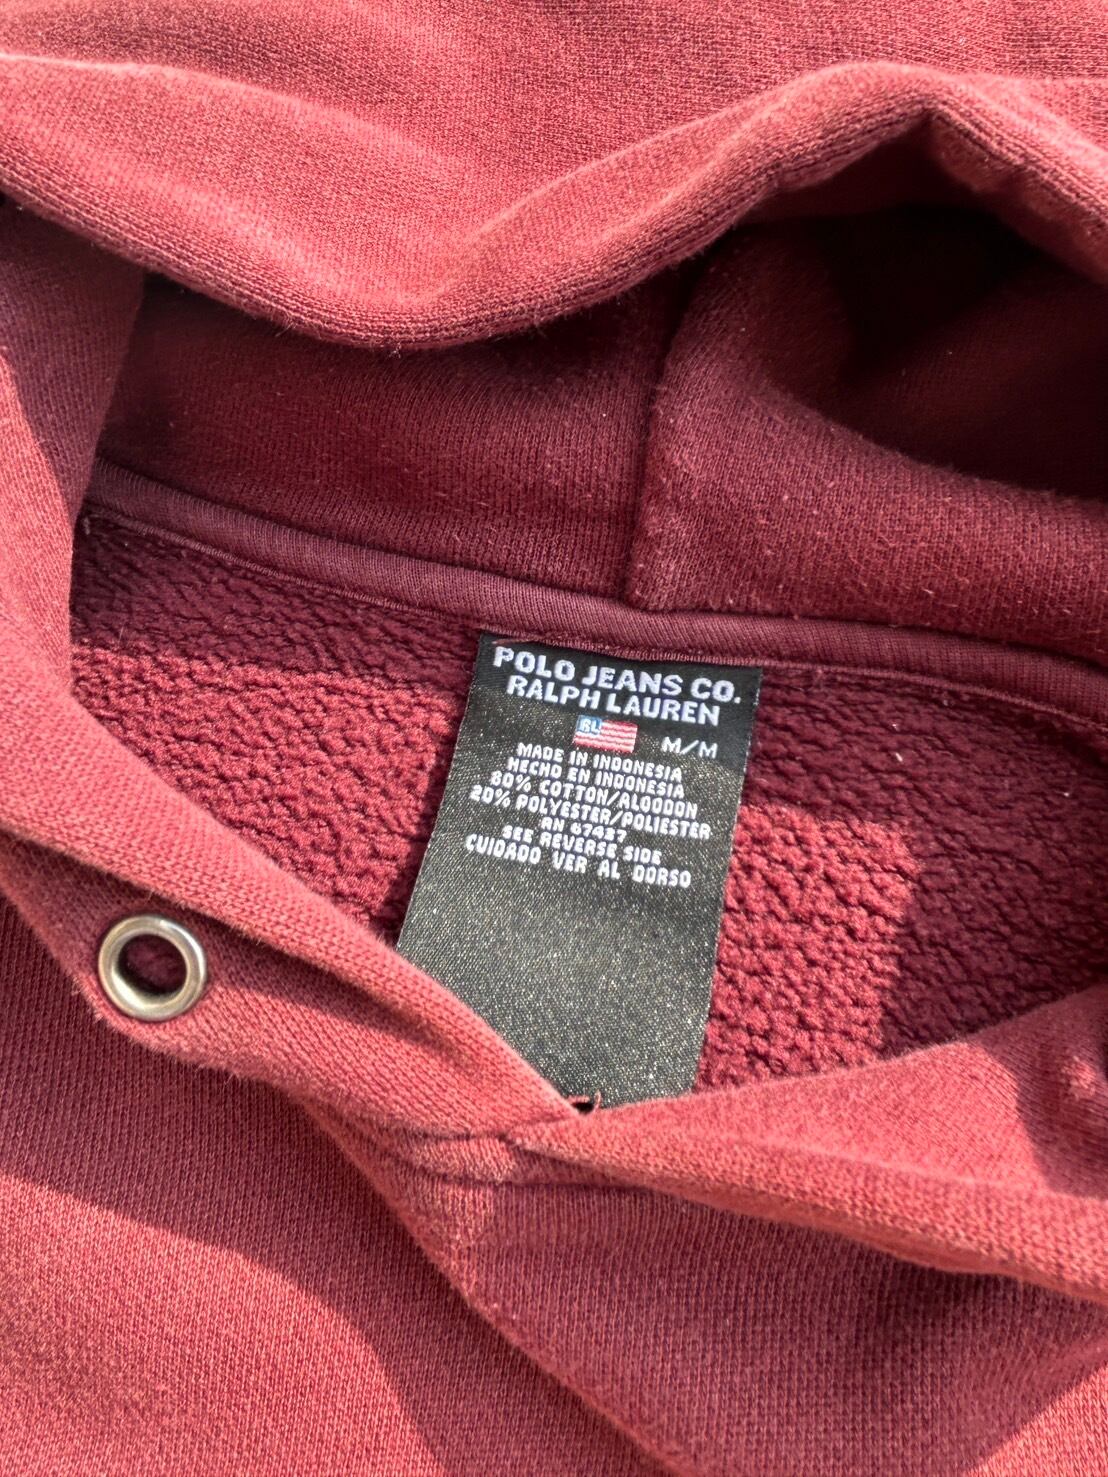 POLO JEANS CO.
RALPH LAUREN
RL M/M
MADE IN INDONESIA
HECHO EN INDONESIA
80% COTTON/ALGODON
20% POLYESTER/POLIESTER
RN 67427
SEE REVERSE SIDE
CUIDADO VER AL DORSO